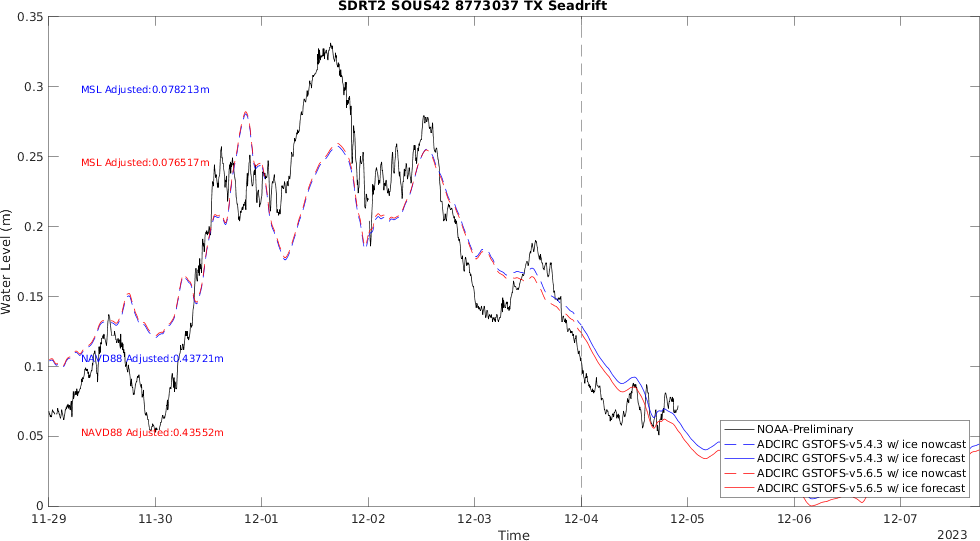 SDRT2 SOUS42 8773037 TX Seadrift
0.35
0.3
0.25
0.2
0.15
0.1
0.05
0
Water Level (m)
MSL Adjusted:0.078213m
MSL Adjusted:0.076517m
NAVD88 Adjusted:0.43721m
NAVD88 Adjusted:0.43552m
NOAA-Preliminary
ADCIRC GSTOFS-v5.4.3 w/ ice nowcast
ADCIRC GSTOFS-v5.4.3 w/ ice forecast
ADCIRC GSTOFS-v5.6.5 w/ ice nowcast
ADCIRC GSTOFS-v5.6.5 w/ ice forecast
11-29 11-30 12-01 12-02 12-03 12-04 12-05 12-06 12-07
Time
2023